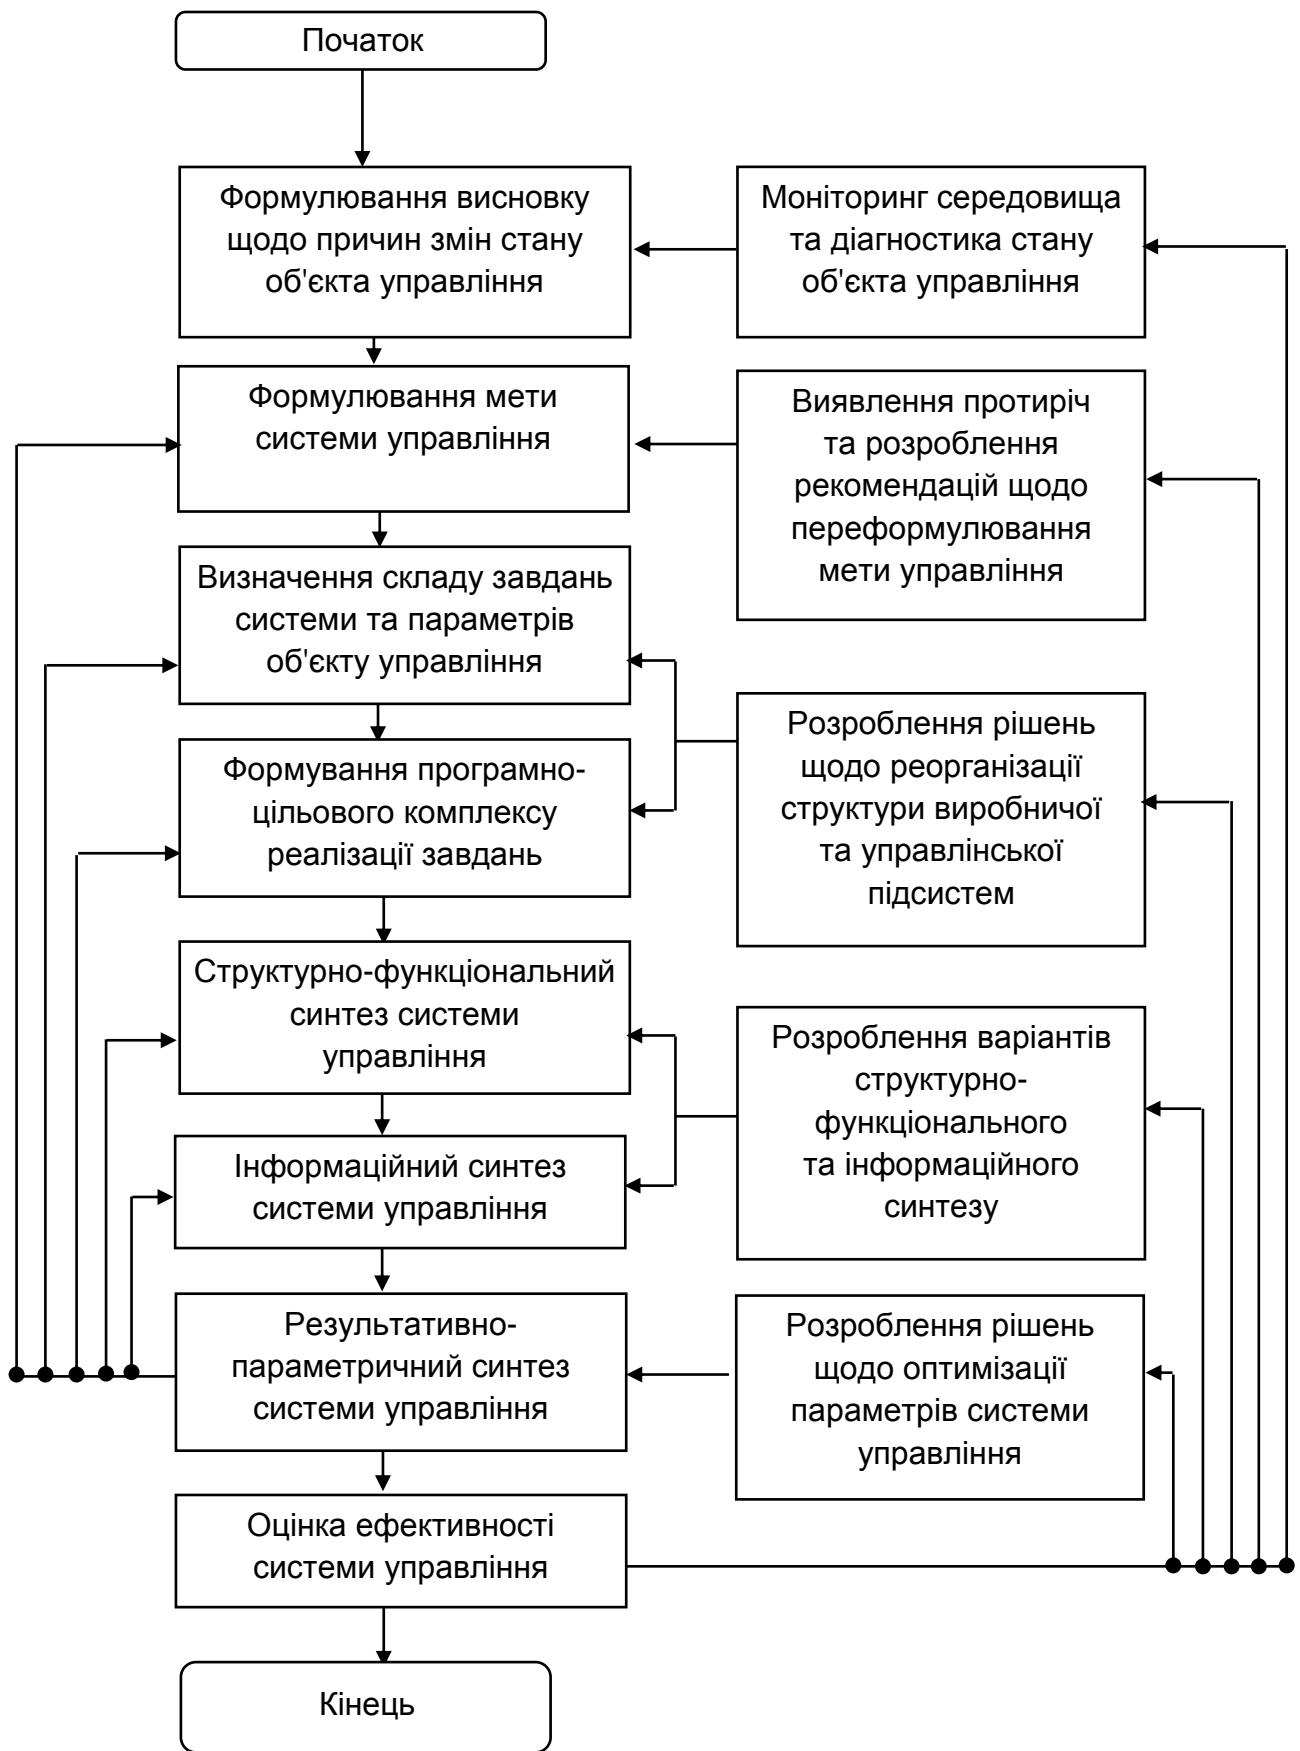 Початок
Формулювання висновку
щодо причин змін стану
об'єкта управління
Моніторинг середовища
та діагностика стану
об'єкта управління
Формулювання мети
системи управління
Виявлення протиріч
та розроблення
рекомендацій щодо
переформулювання
мети управління
Визначення складу завдань
системи та параметрів
об'єкту управління
Розроблення рішень
щодо реорганізації
структури виробничої
та управлінської
підсистем
Формування програмно-
цільового комплексу
реалізації завдань
Структурно-функціональний
синтез системи
управління
Розроблення варіантів
структурно-
функціонального
та інформаційного
синтезу
Інформаційний синтез
системи управління
Результативно-
параметричний синтез
системи управління
Розроблення рішень
щодо оптимізації
параметрів системи
управління
Оцінка ефективності
системи управління
Кінець